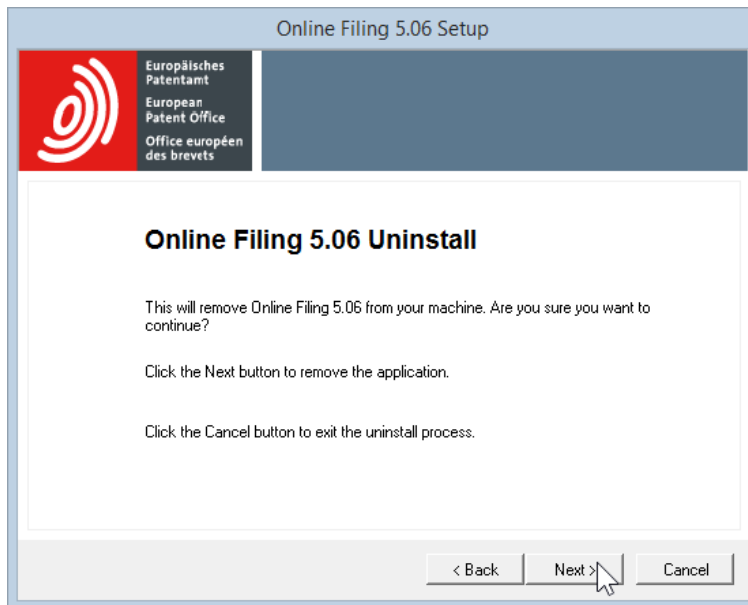 Online Filing 5.06 Setup
Europäisches
Patentamt
European
Patent Office
Office européen
des brevets
Online Filing 5.06 Uninstall
This will remove Online Filing 5.06 from your machine. Are you sure you want to
continue?
Click the Next button to remove the application.
Click the Cancel button to exit the uninstall process.
< Back
Next >
Cancel